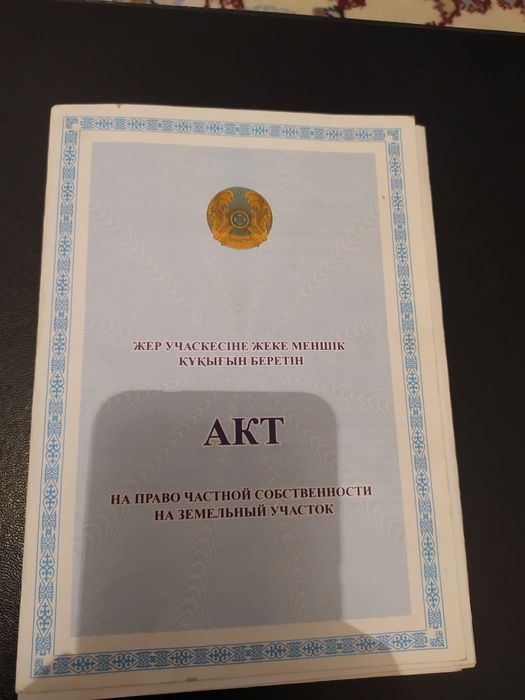 ЖЕР УЧАСКЕСІНЕ ЖЕКЕ МЕНШІК
ҚҰҚЫҒЫН БЕРЕТІН
АКТ
НА ПРАВО ЧАСТНОЙ СОБСТВЕННОСТИ
НА ЗЕМЕЛЬНЫЙ УЧАСТОК